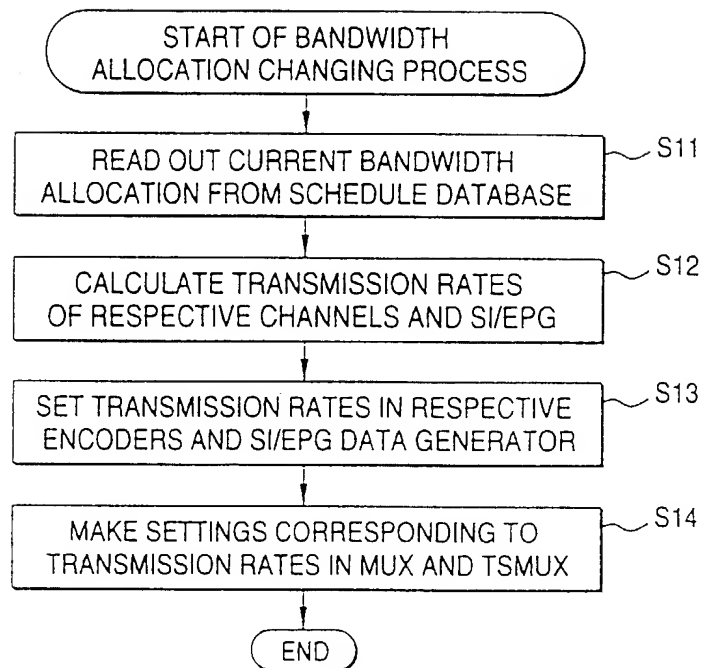 START OF BANDWIDTH
ALLOCATION CHANGING PROCESS
READ OUT CURRENT BANDWIDTH
ALLOCATION FROM SCHEDULE DATABASE
S11
CALCULATE TRANSMISSION RATES
OF RESPECTIVE CHANNELS AND SI/EPG
S12
SET TRANSMISSION RATES IN RESPECTIVE
ENCODERS AND SI/EPG DATA GENERATOR
S13
MAKE SETTINGS CORRESPONDING TO
TRANSMISSION RATES IN MUX AND TSMUX
S14
END